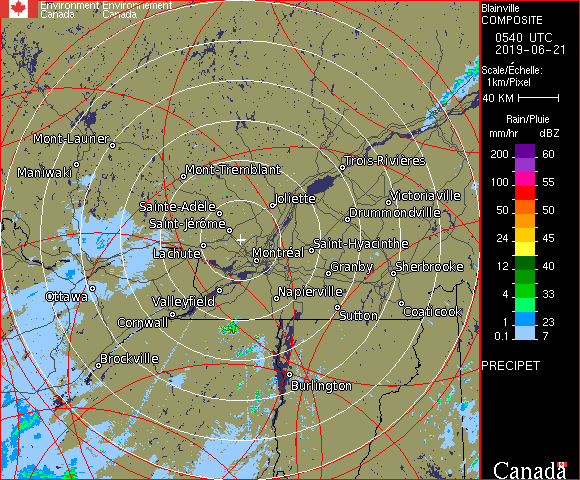 Environment Environnement
Canada Canada
Blainville
COMPOSITE
0540 UTC
2019-06-21
Scale/Échelle:
1km/Pixel
40 KM
Rain/Pluie
mm/hr dBZ
200 60
150 57
100 55
50 50
24 45
12 40
4 33
1 23
0.1 7
PRECIPET
Canada
Mont-Laurier
Maniwaki
Mont-Tremblant
Trois-Rivières
Joliette
Victoriaville
Sainte-Adèle
Drummondville
Saint-Jérôme
Saint-Hyacinthe
Lachute
Montréal
Granby
Sherbrooke
Ottawa
Valleyfield
Napierville
Cornwall
Sutton
Coaticook
Brockville
Burlington